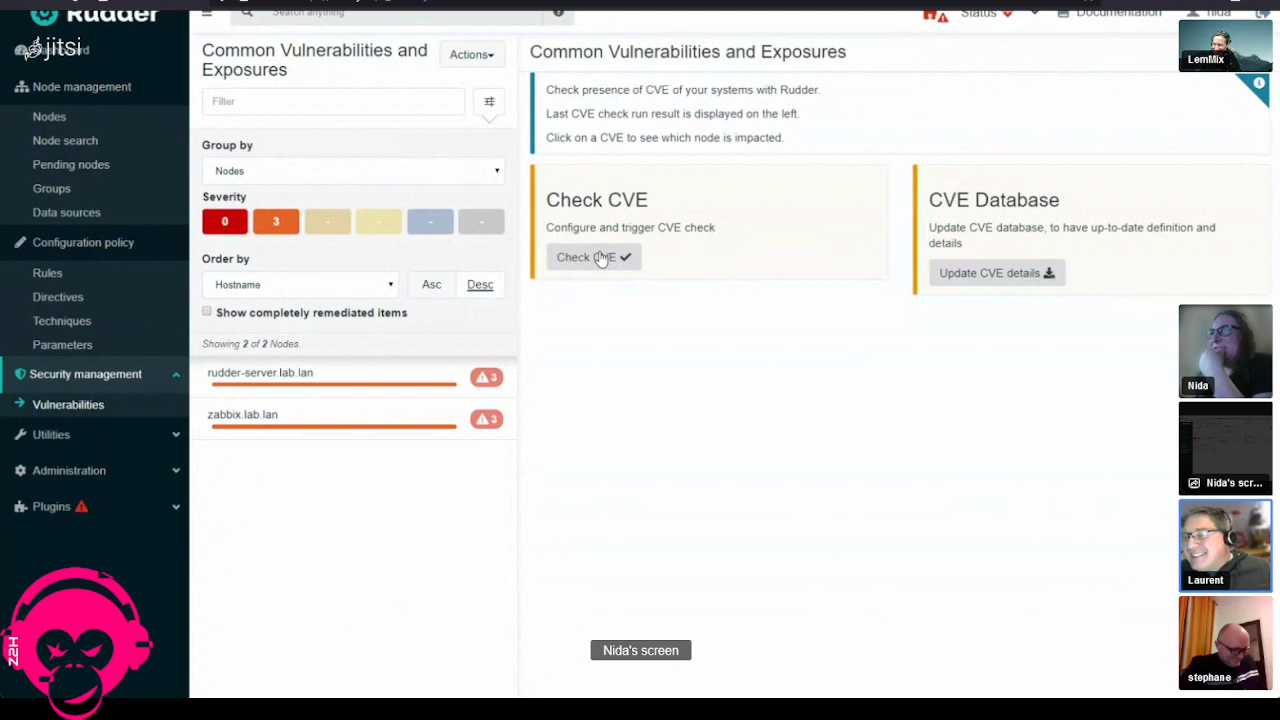 Rudder
Search anything
Status
Documentation
nida
jitsi
Node management
Nodes
Node search
Pending nodes
Groups
Data sources
Configuration policy
Rules
Directives
Techniques
Parameters
Security management
Vulnerabilities
Utilities
Administration
Plugins
Common Vulnerabilities and
Exposures
Actions
Filter
Group by
Nodes
Severity
0
3
-
-
-
-
Order by
Hostname
Asc
Desc
Show completely remediated items
Showing 2 of 2 Nodes.
rudder-server.lab.lan
3
zabbix.lab.lan
3
Common Vulnerabilities and Exposures
Check presence of CVE of your systems with Rudder.
Last CVE check run result is displayed on the left.
Click on a CVE to see which node is impacted.
Check CVE
Configure and trigger CVE check
Check CVE
CVE Database
Update CVE database, to have up-to-date definition and
details
Update CVE details
LemMix
Nida
Nida's scr...
Laurent
stephane
Nida's screen
Z2H